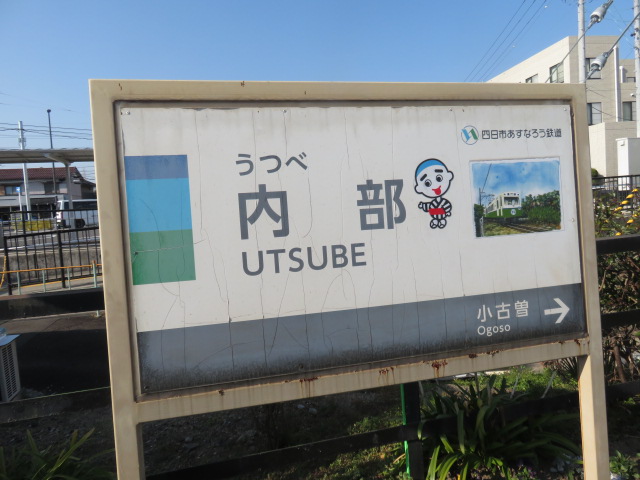 四日市あすなろう鉄道
うつべ
内部
UTSUBE
小古曽
Ogoso